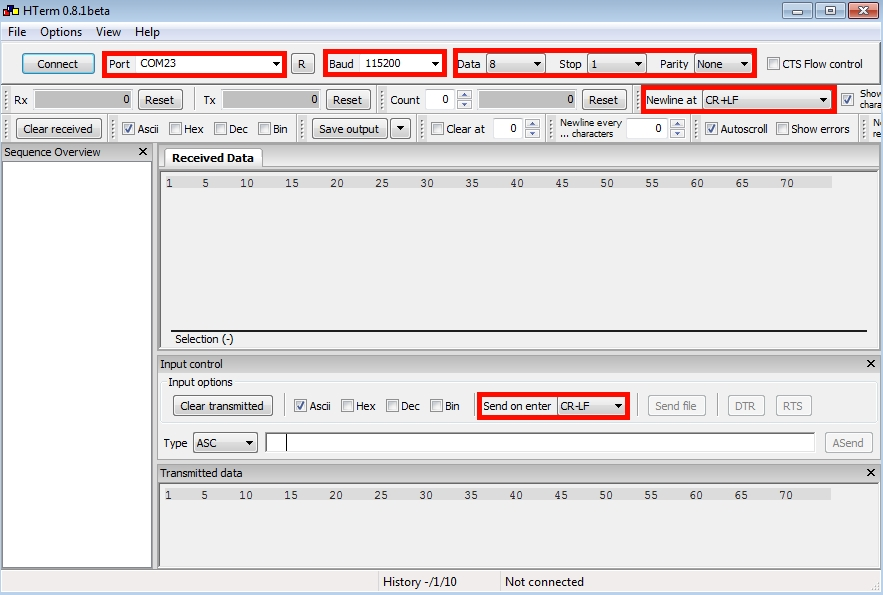 HTerm 0.8.1beta
File Options View Help
Connect Port COM23 R Baud 115200 Data 8 Stop 1 Parity None CTS Flow control
Rx 0 Reset Tx 0 Reset Count 0 0 Reset Newline at CR+LF Show
chara
Clear received Ascii Hex Dec Bin Save output Clear at 0 Newline every
... characters 0 Autoscroll Show errors
Sequence Overview
Received Data
1 5 10 15 20 25 30 35 40 45 50 55 60 65 70
Selection (-)
Input control
Input options
Clear transmitted Ascii Hex Dec Bin Send on enter CR-LF Send file DTR RTS
Type ASC ASend
Transmitted data
1 5 10 15 20 25 30 35 40 45 50 55 60 65 70
History -/1/10 Not connected